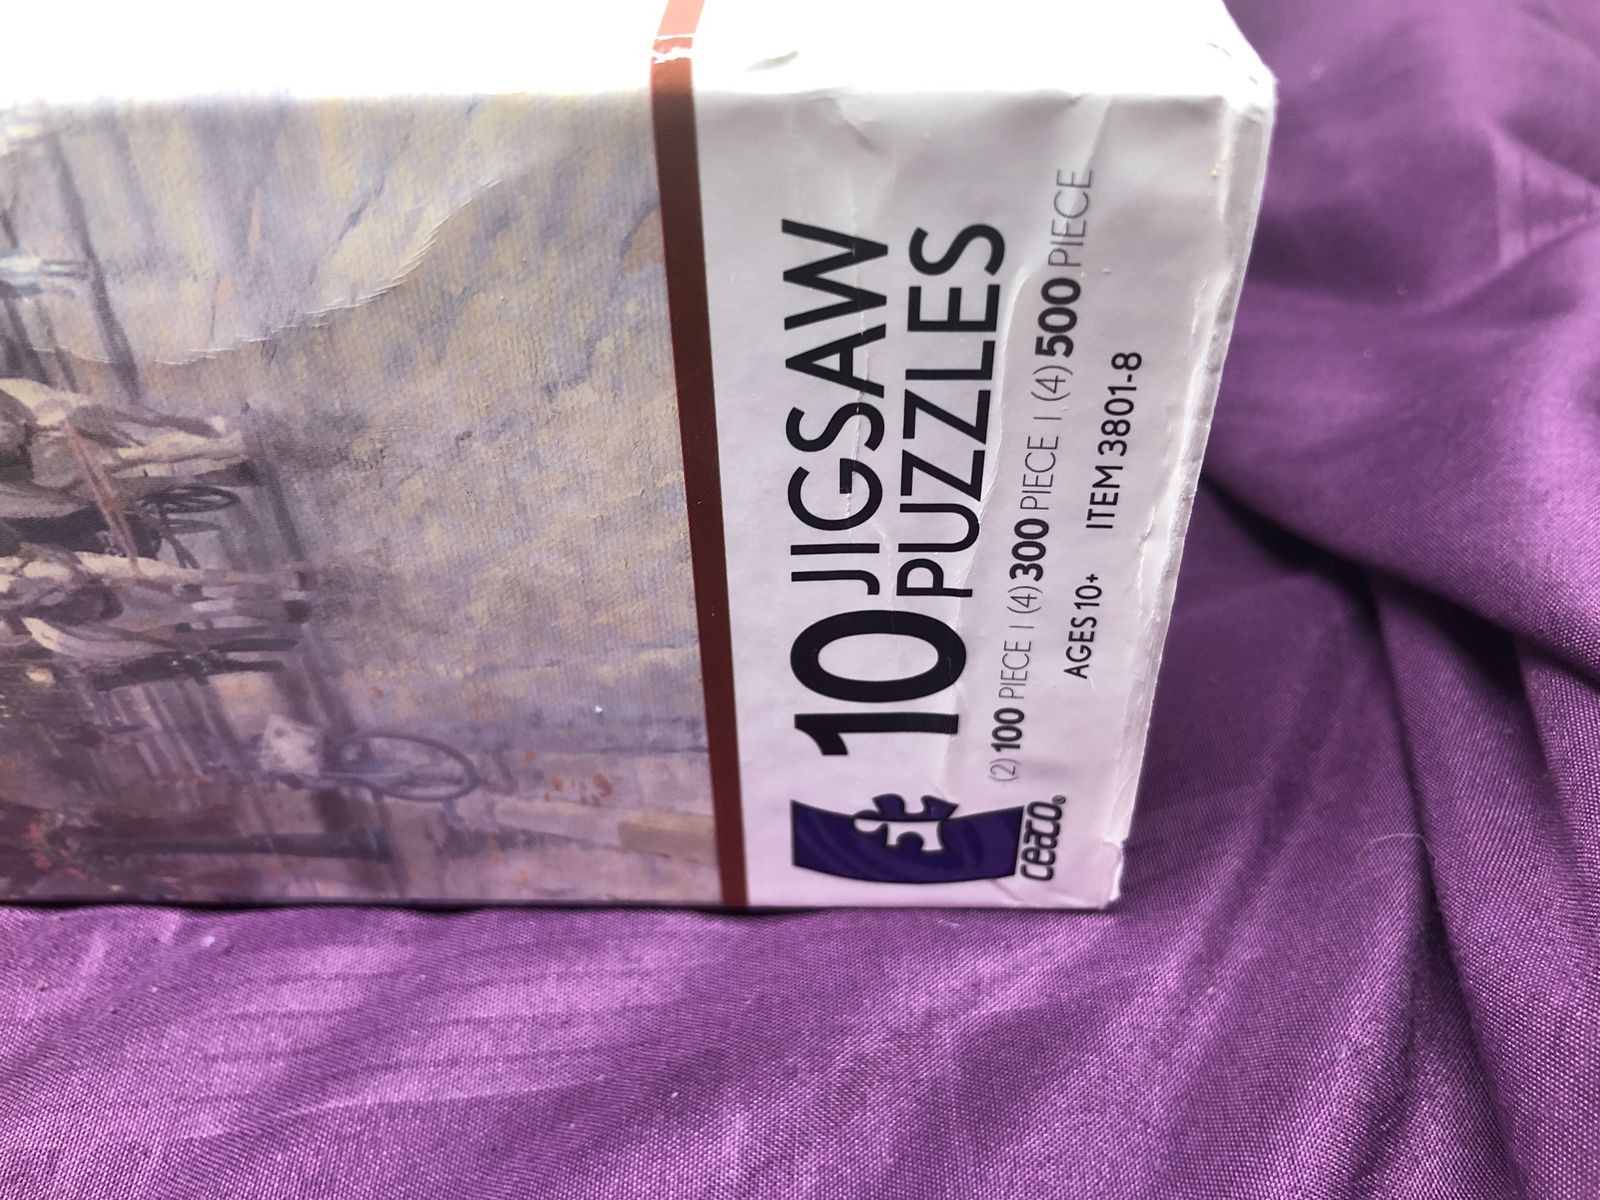 10 JIGSAW
PUZZLES
(2) 100 PIECE | (4) 300 PIECE | (4) 500 PIECE
AGES 10+ ITEM 3801-8
ceaco®